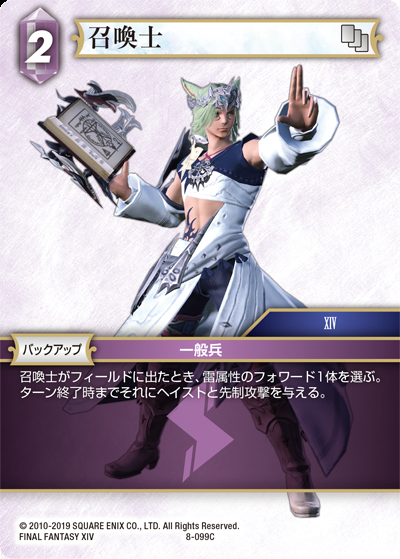 2
召喚士
XIV
バックアップ
一般兵
召喚士がフィールドに出たとき、雷属性のフォワード1体を選ぶ。
ターン終了時までそれにヘイストと先制攻撃を与える。
© 2010-2019 SQUARE ENIX CO., LTD. All Rights Reserved.
FINAL FANTASY XIV 8-099C